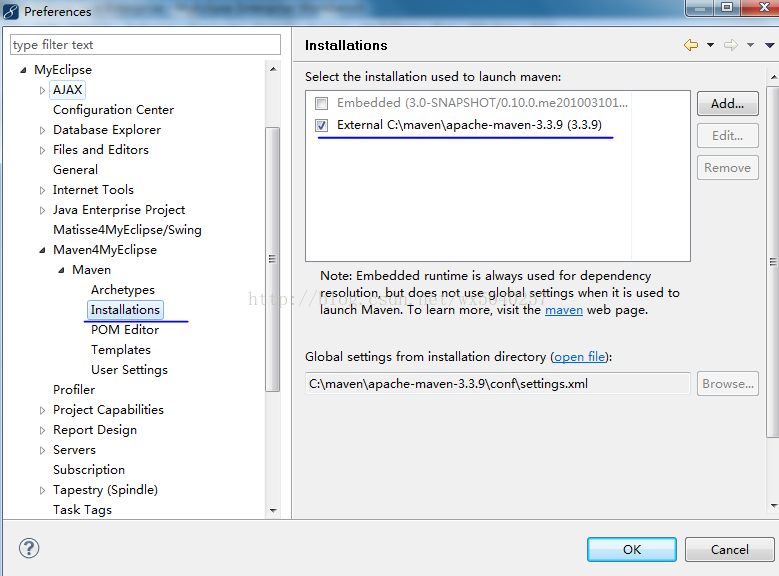 Preferences
type filter text
MyEclipse
AJAX
Configuration Center
Database Explorer
Files and Editors
General
Internet Tools
Java Enterprise Project
Matisse4MyEclipse/Swing
Maven4MyEclipse
Maven
Archetypes
Installations
POM Editor
Templates
User Settings
Profiler
Project Capabilities
Report Design
Servers
Subscription
Tapestry (Spindle)
Task Tags
Installations
Select the installation used to launch maven:
Embedded (3.0-SNAPSHOT/0.10.0.me201003101...
External C:\maven\apache-maven-3.3.9 (3.3.9)
Add...
Edit...
Remove
Note: Embedded runtime is always used for dependency
resolution, but does not use global settings when it is used to
launch Maven. To learn more, visit the maven web page.
Global settings from installation directory (open file):
C:\maven\apache-maven-3.3.9\conf\settings.xml
Browse...
OK
Cancel